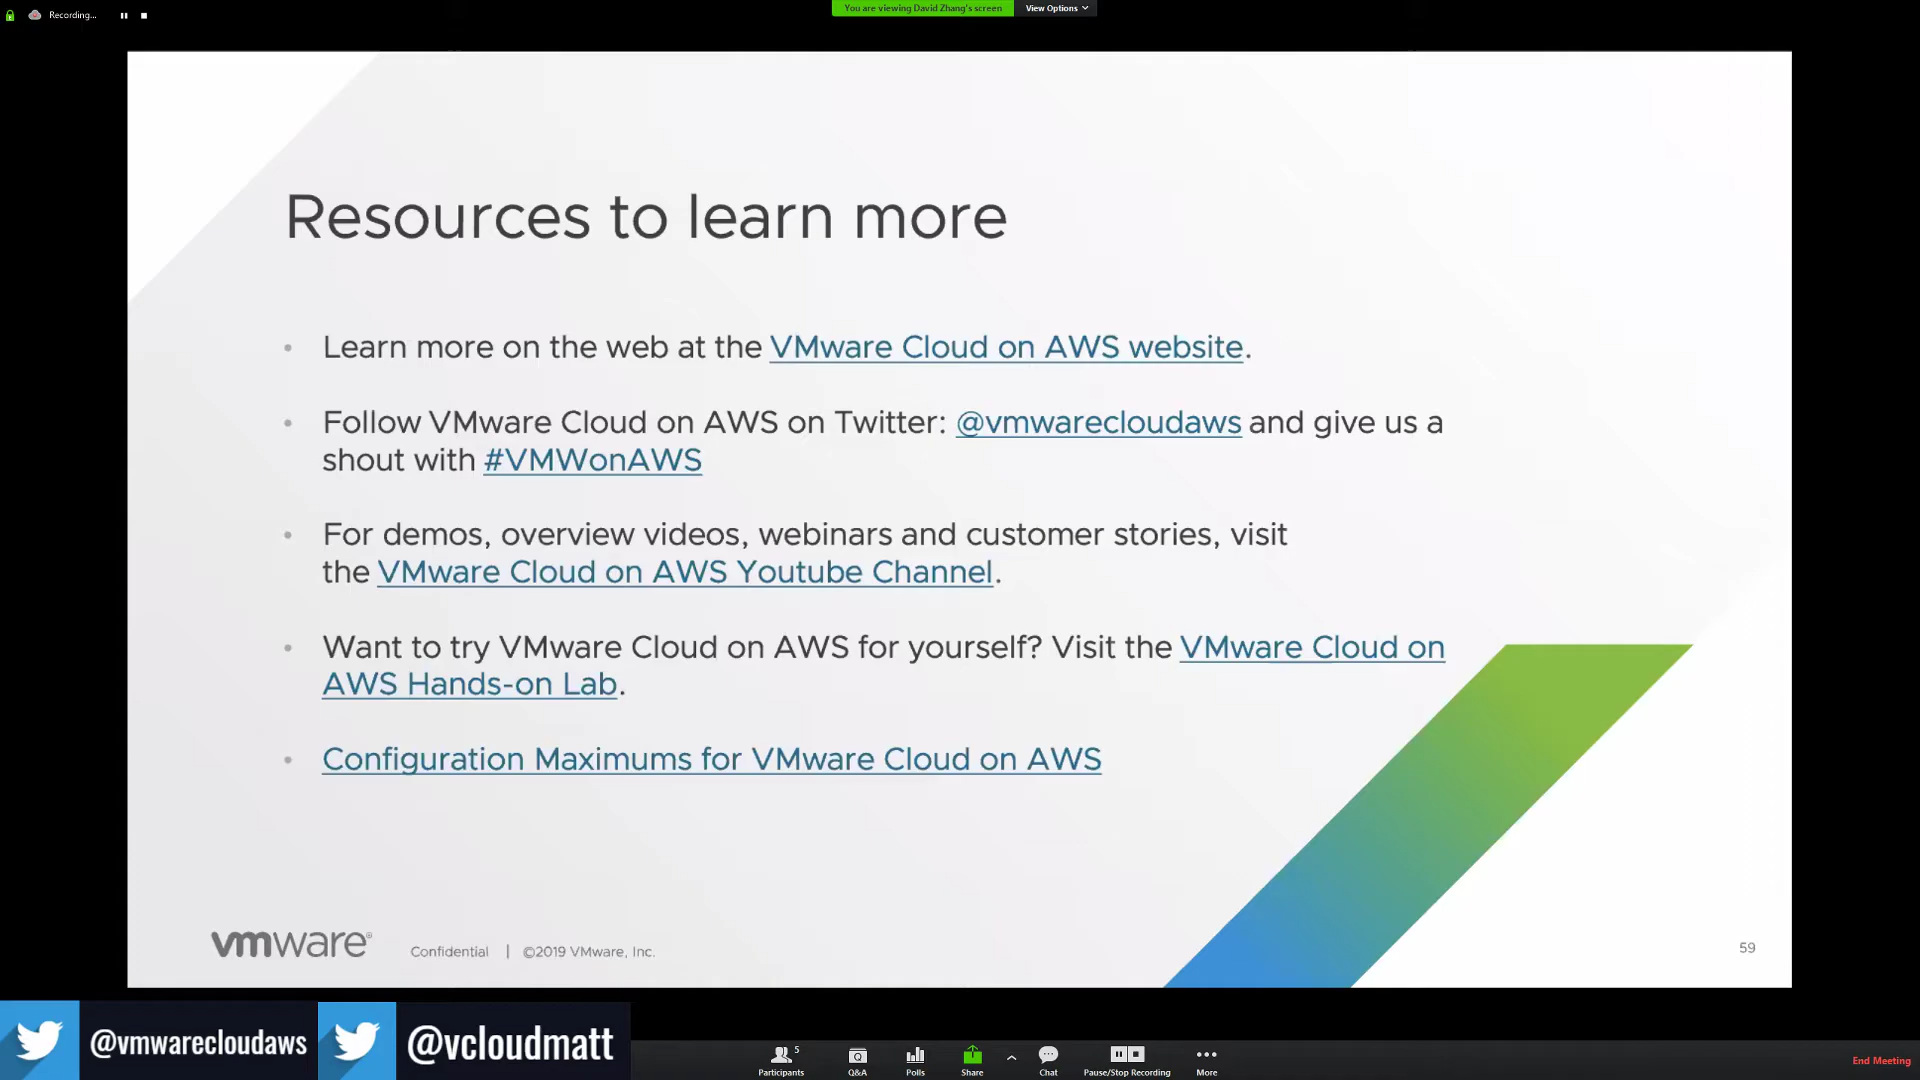 Recording...
You are viewing David Zhang's screen View Options
Resources to learn more
• Learn more on the web at the VMware Cloud on AWS website.
• Follow VMware Cloud on AWS on Twitter: @vmwarecloudaws and give us a
shout with #VMWonAWS
• For demos, overview videos, webinars and customer stories, visit
the VMware Cloud on AWS Youtube Channel.
• Want to try VMware Cloud on AWS for yourself? Visit the VMware Cloud on
AWS Hands-on Lab.
• Configuration Maximums for VMware Cloud on AWS
vmware® Confidential | ©2019 VMware, Inc. 59
@vmwarecloudaws @vcloudmatt
5
Participants Q&A Polls Share Chat Pause/Stop Recording More End Meeting